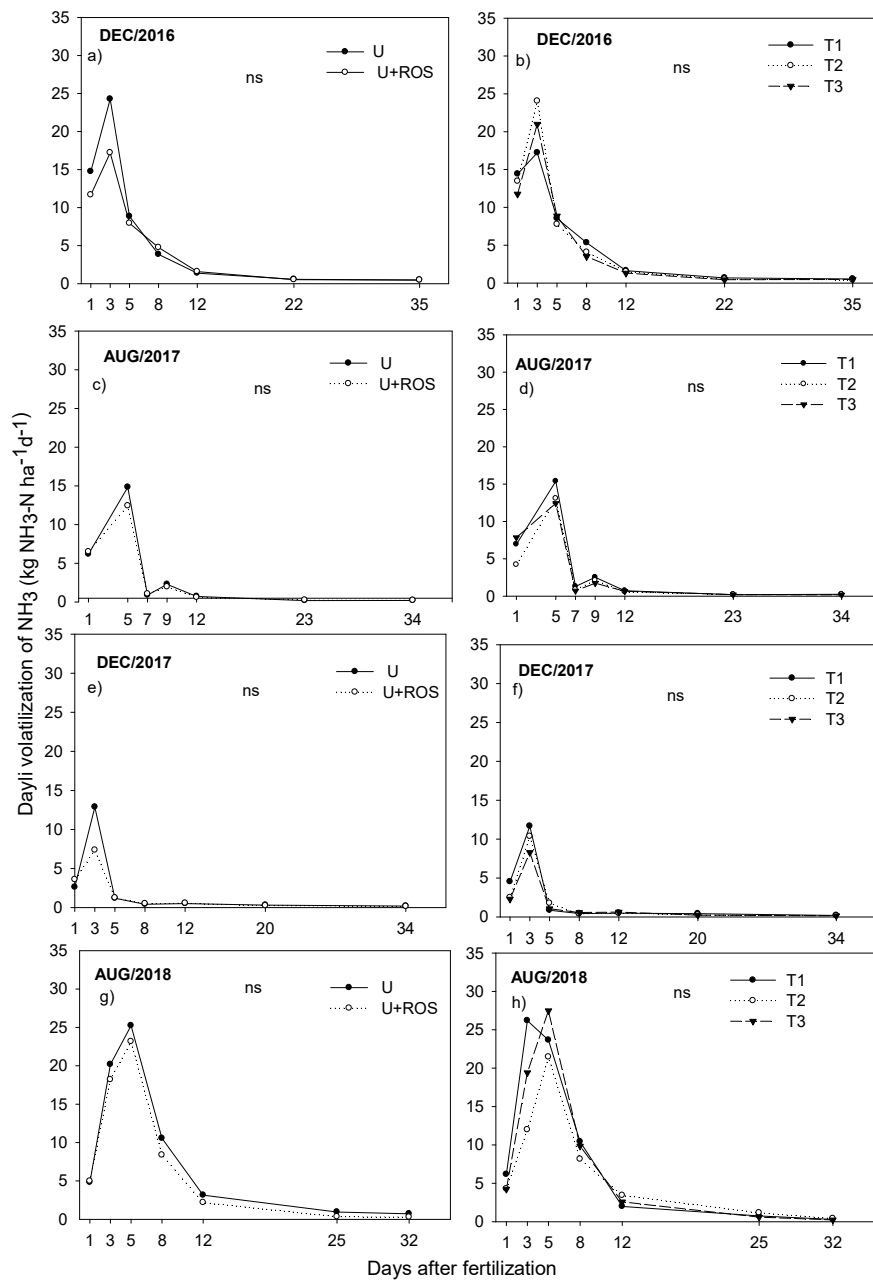 Dayli volatilization of NH3 (kg NH3-N ha-1d-1)
DEC/2016
a)
ns
U
U+ROS
35
30
25
20
15
10
5
0
1 3 5 8 12 22 35
DEC/2016
b)
ns
T1
T2
T3
35
30
25
20
15
10
5
0
1 3 5 8 12 22 35
AUG/2017
c)
ns
U
U+ROS
35
30
25
20
15
10
5
0
1 5 7 9 12 23 34
AUG/2017
d)
ns
T1
T2
T3
35
30
25
20
15
10
5
0
1 5 7 9 12 23 34
DEC/2017
e)
ns
U
U+ROS
35
30
25
20
15
10
5
0
1 3 5 8 12 20 34
DEC/2017
f)
ns
T1
T2
T3
35
30
25
20
15
10
5
0
1 3 5 8 12 20 34
AUG/2018
g)
ns
U
U+ROS
35
30
25
20
15
10
5
0
1 3 5 8 12 25 32
AUG/2018
h)
ns
T1
T2
T3
35
30
25
20
15
10
5
0
1 3 5 8 12 25 32
Days after fertilization